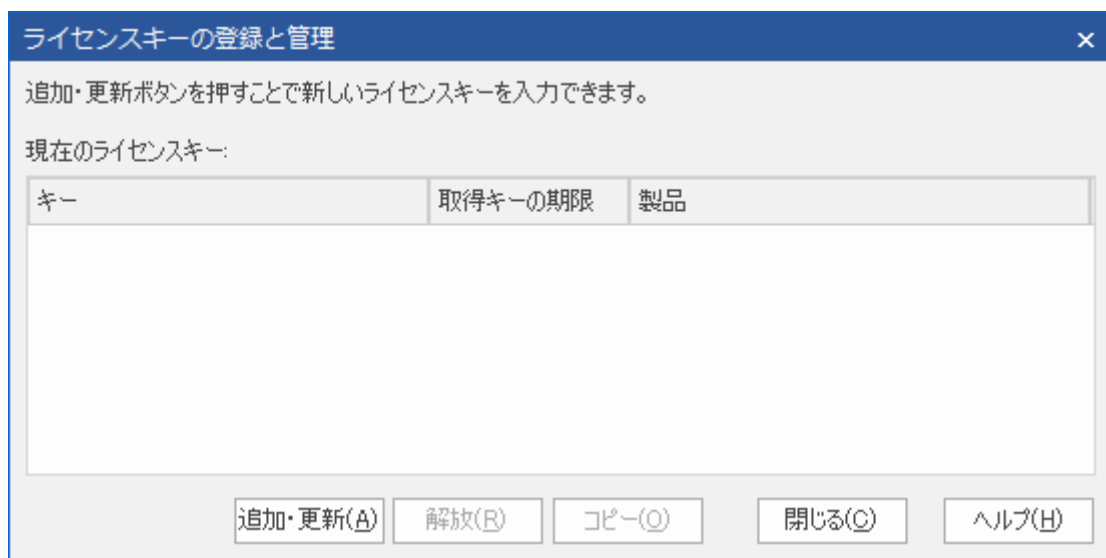 ライセンスキーの登録と管理
追加・更新ボタンを押すことで新しいライセンスキーを入力できます。
現在のライセンスキー:
キー 取得キーの期限 製品
追加・更新(A) 解放(R) コピー(O) 閉じる(C) ヘルプ(H)